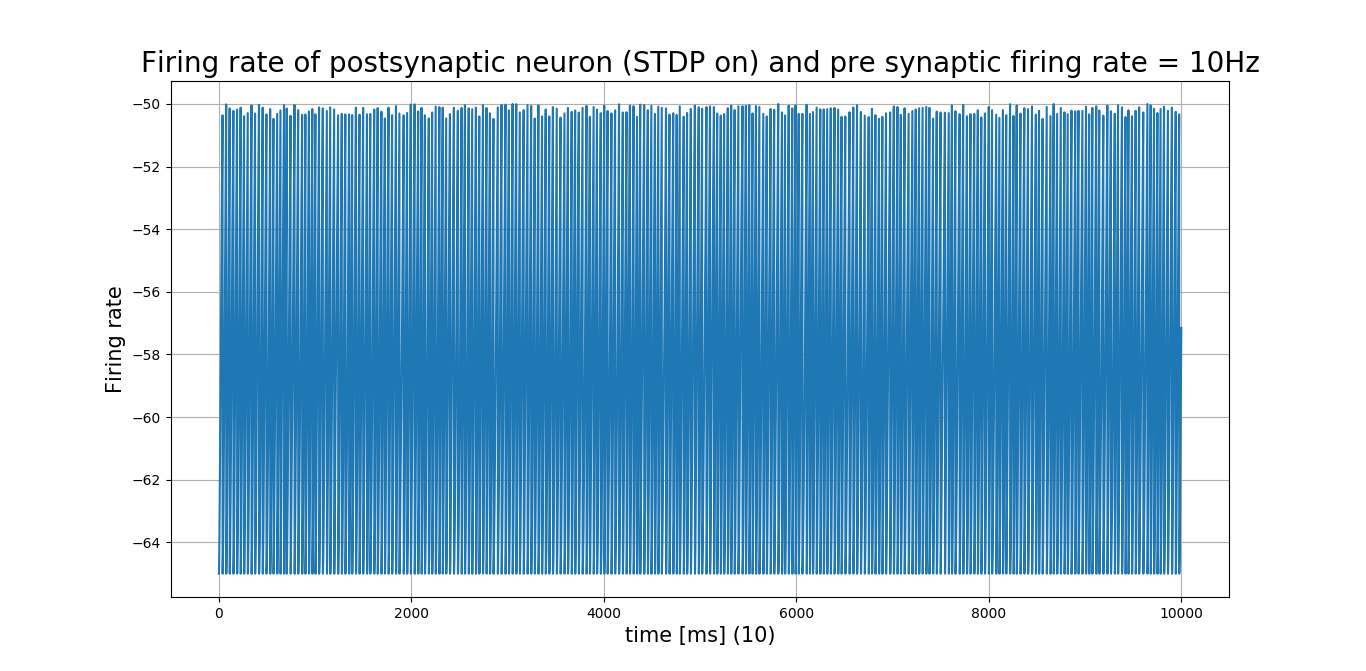 Firing rate of postsynaptic neuron (STDP on) and pre synaptic firing rate = 10Hz
−50
−52
−54
−56
−58
−60
−62
−64
Firing rate
0 2000 4000 6000 8000 10000
time [ms] (10)